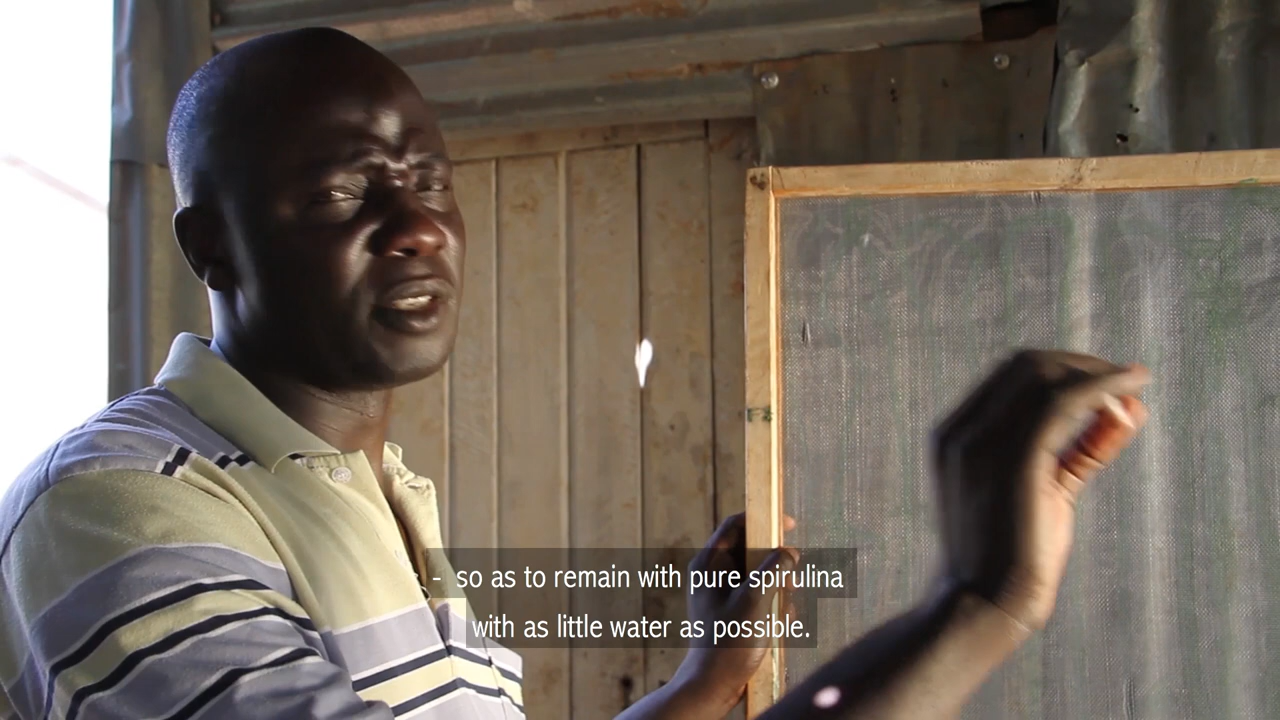 - so as to remain with pure spirulina
with as little water as possible.